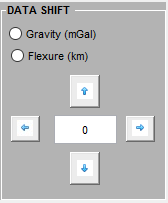 DATA SHIFT
Gravity (mGal)
Flexure (km)
0